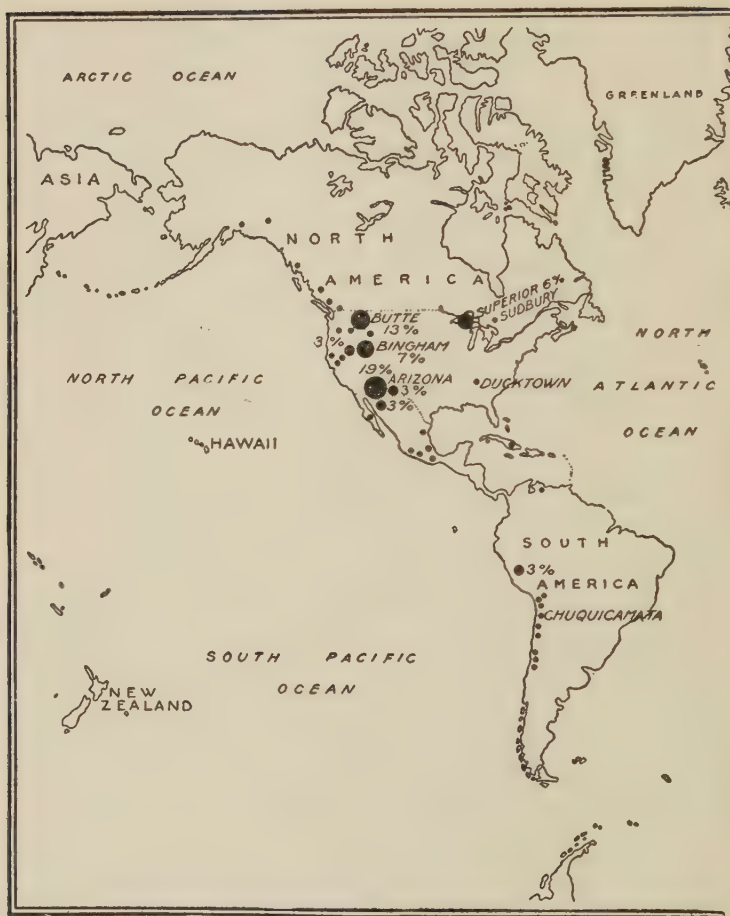 ARCTIC OCEAN
GREENLAND
ASIA
NORTH
AMERICA
SUPERIOR 6%
SUDBURY
BUTTE
13%
3%
BINGHAM
7%
19%
ARIZONA
3%
3%
DUCKTOWN
NORTH PACIFIC
OCEAN
NORTH
ATLANTIC
OCEAN
HAWAII
SOUTH
3%
AMERICA
CHUQUICAMATA
SOUTH PACIFIC
OCEAN
NEW
ZEALAND